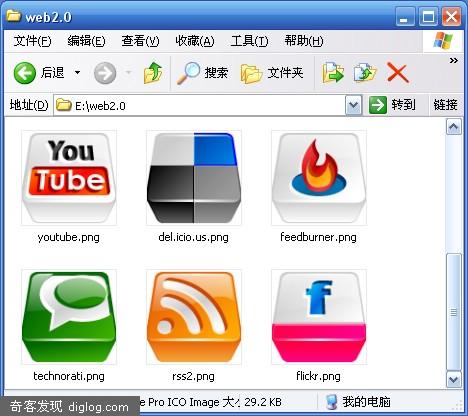 web2.0
文件(F) 编辑(E) 查看(V) 收藏(A) 工具(T) 帮助(H) »
后退 搜索 文件夹 »
地址(D) E:\web2.0 转到 链接
You
Tube
youtube.png del.icio.us.png feedburner.png
f
technorati.png rss2.png flickr.png
奇客发现 diglog.com e Pro ICO Image 大小 29.2 KB 我的电脑